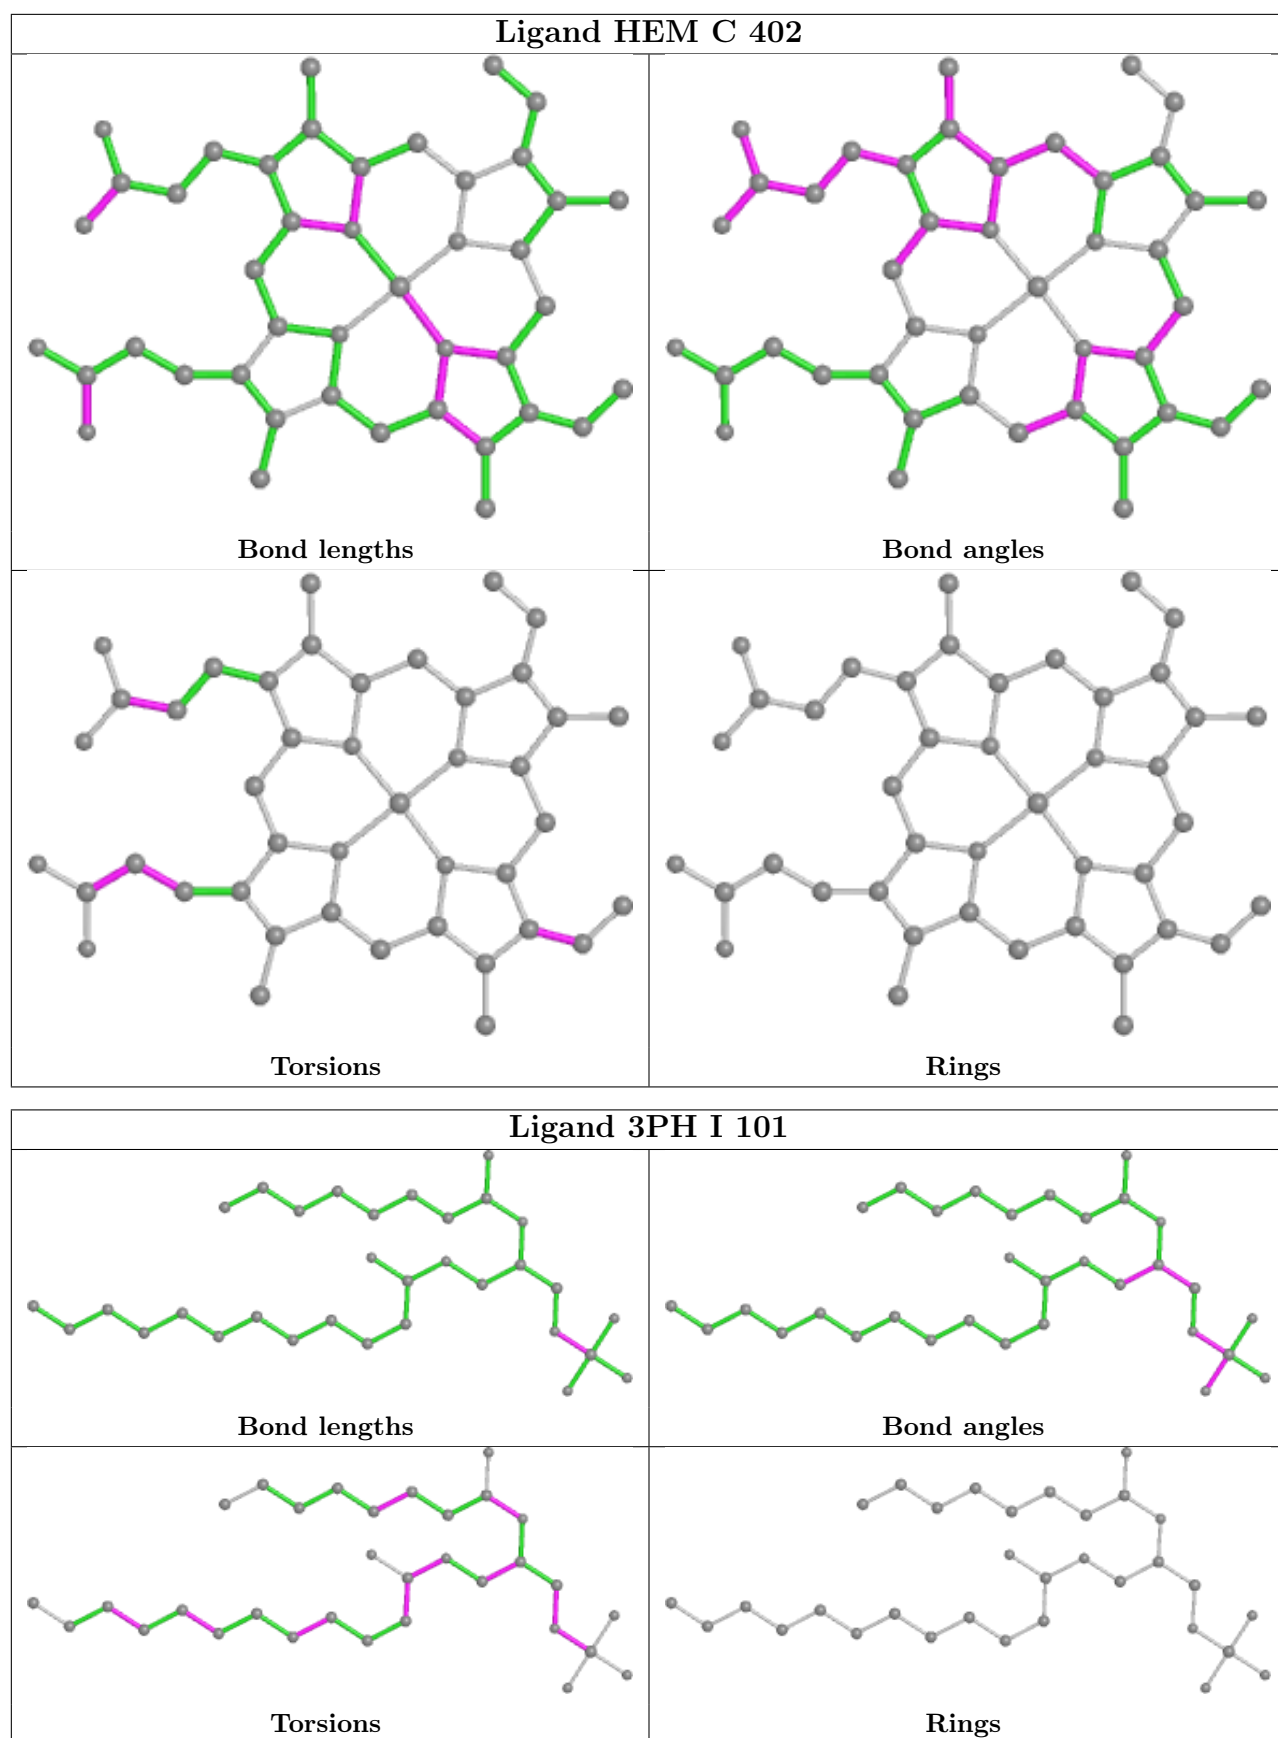 Ligand HEM C 402
Bond lengths
Bond angles
Torsions
Rings
Ligand 3PH I 101
Bond lengths
Bond angles
Torsions
Rings